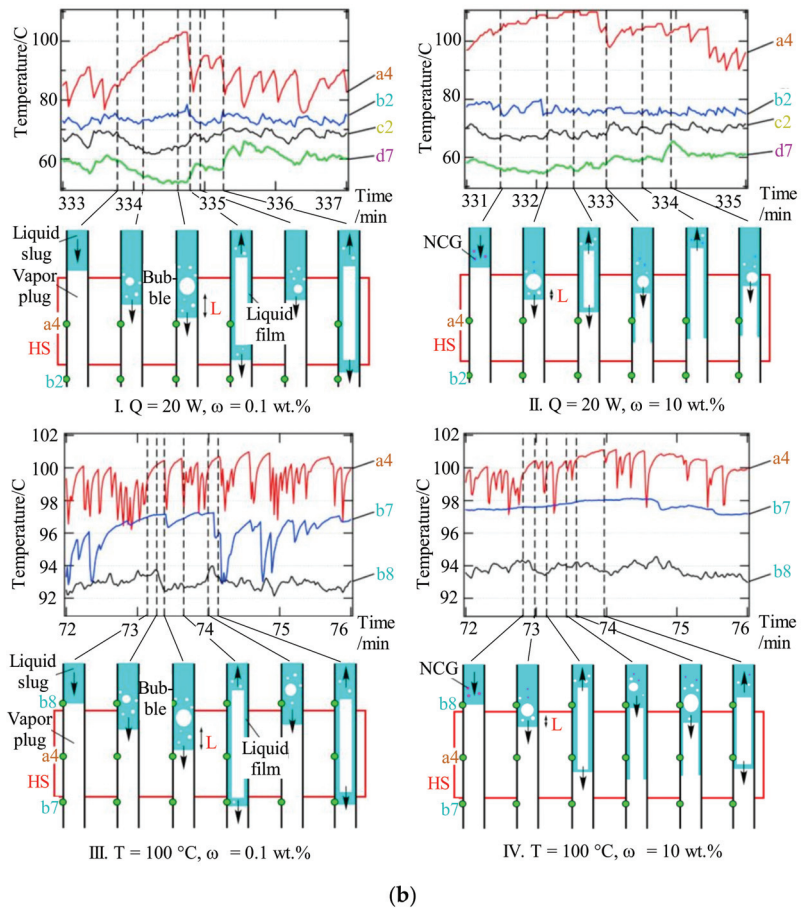 100
80
60
Temperature/C
a4
b2
c2
d7
333
334
335
336
337
Time
/min
Liquid
slug
Vapor
plug
Bub-
ble
L
Liquid
film
a4
HS
b2
I. Q = 20 W, ω = 0.1 wt.%
100
80
60
Temperature/C
a4
b2
c2
d7
331
332
333
334
335
Time
/min
NCG
L
a4
HS
b2
II. Q = 20 W, ω = 10 wt.%
102
100
98
96
94
92
Temperature/C
a4
b7
b8
72
73
74
75
76
Time
/min
Liquid
slug
b8
Bub-
ble
Vapor
plug
L
Liquid
film
a4
HS
b7
III. T = 100 °C, ω = 0.1 wt.%
102
100
98
96
94
92
Temperature/C
a4
b7
b8
72
73
74
75
76
Time
/min
NCG
b8
L
a4
HS
b7
IV. T = 100 °C, ω = 10 wt.%
(b)